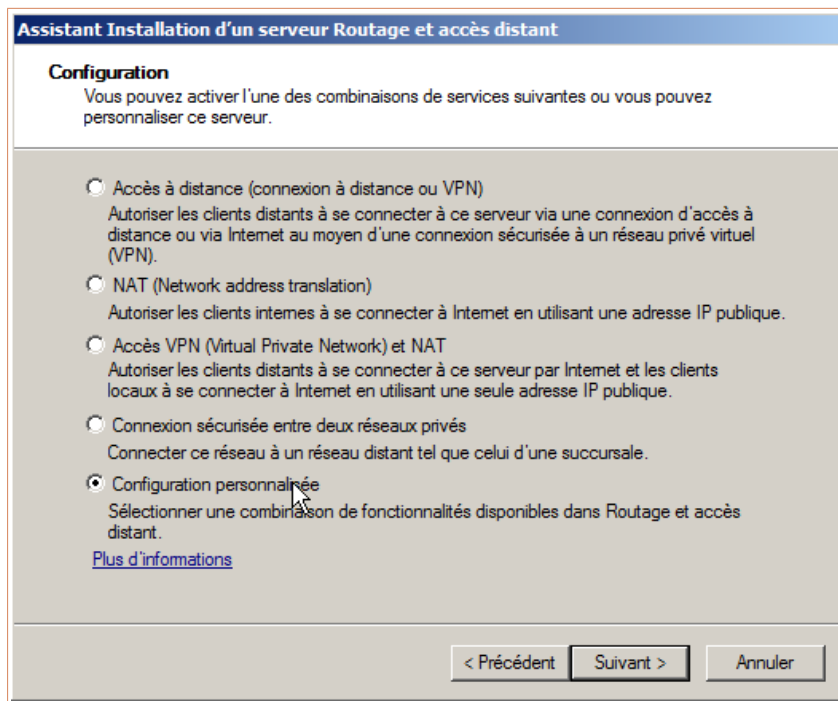 Assistant Installation d'un serveur Routage et accès distant
Configuration
Vous pouvez activer l'une des combinaisons de services suivantes ou vous pouvez
personnaliser ce serveur.
Accès à distance (connexion à distance ou VPN)
Autoriser les clients distants à se connecter à ce serveur via une connexion d'accès à
distance ou via Internet au moyen d'une connexion sécurisée à un réseau privé virtuel
(VPN).
NAT (Network address translation)
Autoriser les clients internes à se connecter à Internet en utilisant une adresse IP publique.
Accès VPN (Virtual Private Network) et NAT
Autoriser les clients distants à se connecter à ce serveur par Internet et les clients
locaux à se connecter à Internet en utilisant une seule adresse IP publique.
Connexion sécurisée entre deux réseaux privés
Connecter ce réseau à un réseau distant tel que celui d'une succursale.
Configuration personnalisée
Sélectionner une combinaison de fonctionnalités disponibles dans Routage et accès
distant.
Plus d'informations
< Précédent Suivant > Annuler